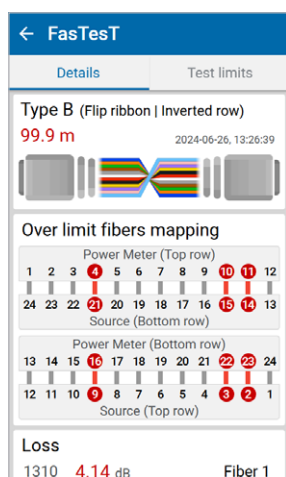 ← FasTesT
Details Test limits
Type B (Flip ribbon | Inverted row)
99.9 m 2024-06-26, 13:26:39
Over limit fibers mapping
Power Meter (Top row)
1 2 3 4 5 6 7 8 9 10 11 12
24 23 22 21 20 19 18 17 16 15 14 13
Source (Bottom row)
Power Meter (Bottom row)
13 14 15 16 17 18 19 20 21 22 23 24
12 11 10 9 8 7 6 5 4 3 2 1
Source (Top row)
Loss
1310 4.14 dB Fiber 1